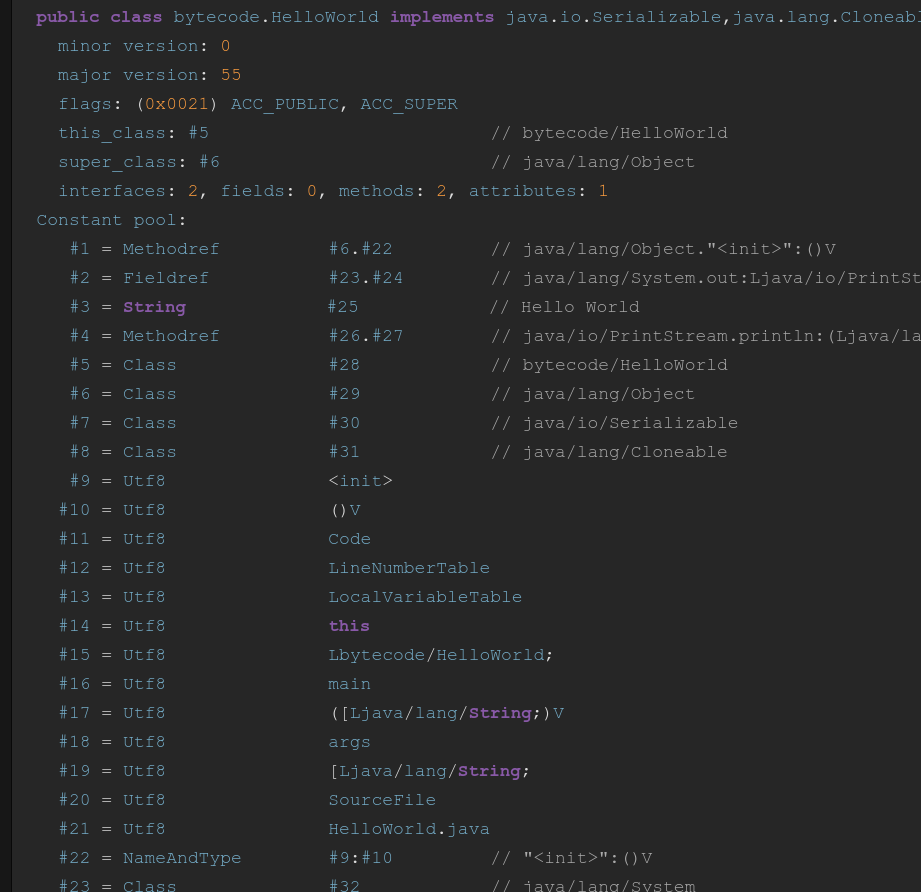 public class bytecode.HelloWorld implements java.io.Serializable,java.lang.Cloneabl
minor version: 0
major version: 55
flags: (0x0021) ACC_PUBLIC, ACC_SUPER
this_class: #5 // bytecode/HelloWorld
super_class: #6 // java/lang/Object
interfaces: 2, fields: 0, methods: 2, attributes: 1
Constant pool:
#1 = Methodref #6.#22 // java/lang/Object."<init>":()V
#2 = Fieldref #23.#24 // java/lang/System.out:Ljava/io/PrintSt
#3 = String #25 // Hello World
#4 = Methodref #26.#27 // java/io/PrintStream.println:(Ljava/la
#5 = Class #28 // bytecode/HelloWorld
#6 = Class #29 // java/lang/Object
#7 = Class #30 // java/io/Serializable
#8 = Class #31 // java/lang/Cloneable
#9 = Utf8 <init>
#10 = Utf8 ()V
#11 = Utf8 Code
#12 = Utf8 LineNumberTable
#13 = Utf8 LocalVariableTable
#14 = Utf8 this
#15 = Utf8 Lbytecode/HelloWorld;
#16 = Utf8 main
#17 = Utf8 ([Ljava/lang/String;)V
#18 = Utf8 args
#19 = Utf8 [Ljava/lang/String;
#20 = Utf8 SourceFile
#21 = Utf8 HelloWorld.java
#22 = NameAndType #9:#10 // "<init>":()V
#23 = Class #32 // java/lang/System